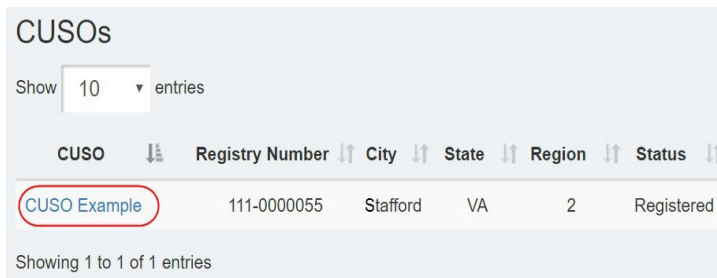 CUSOs
Show 10 entries
CUSO Registry Number City State Region Status
CUSO Example 111-0000055 Stafford VA 2 Registered
Showing 1 to 1 of 1 entries